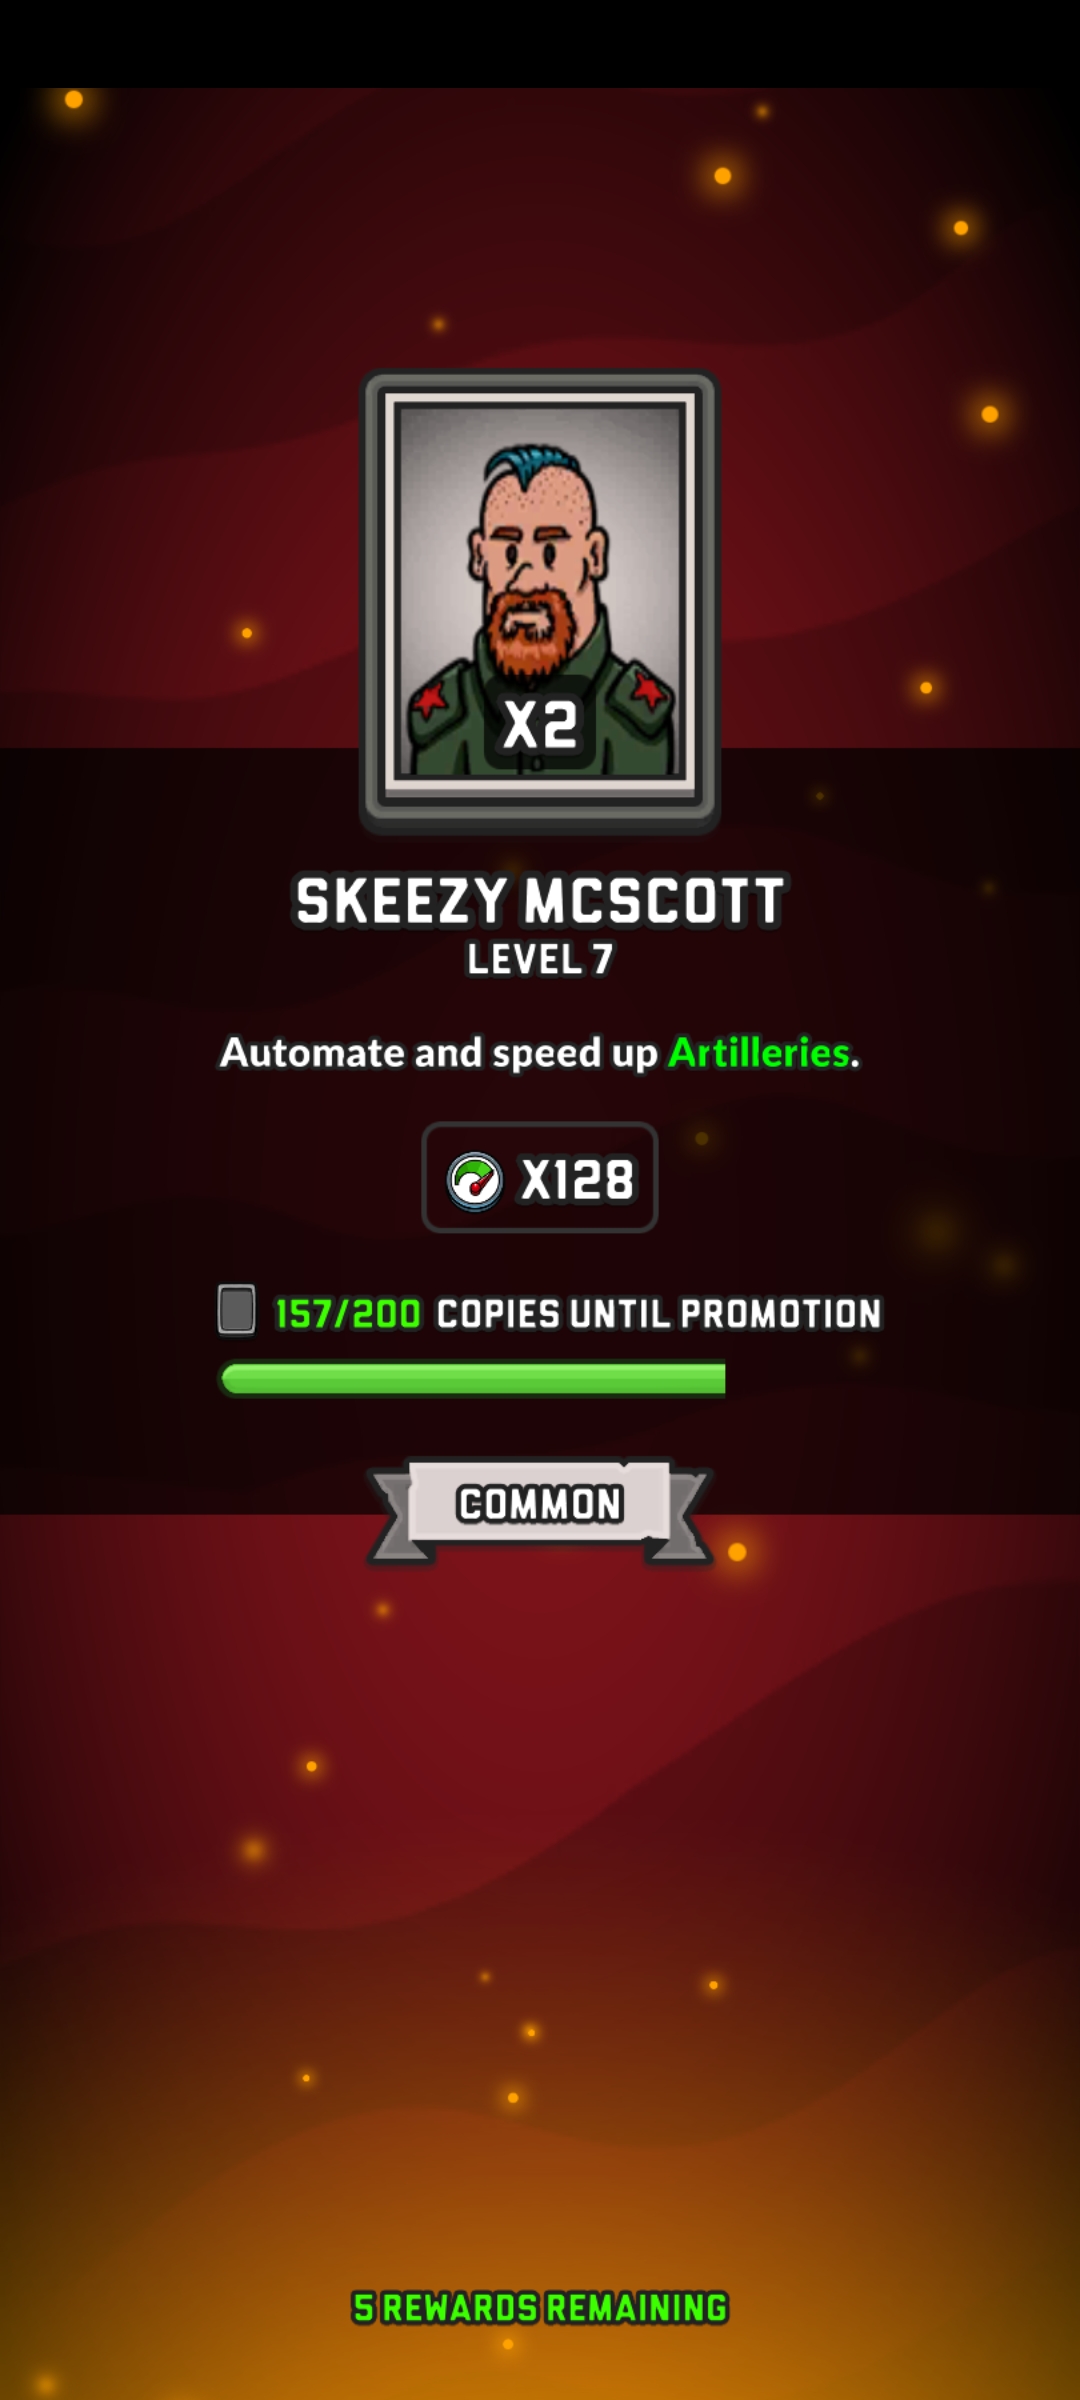 X2
SKEEZY MCSCOTT
LEVEL 7
Automate and speed up Artilleries.
X128
157/200 COPIES UNTIL PROMOTION
COMMON
5 REWARDS REMAINING